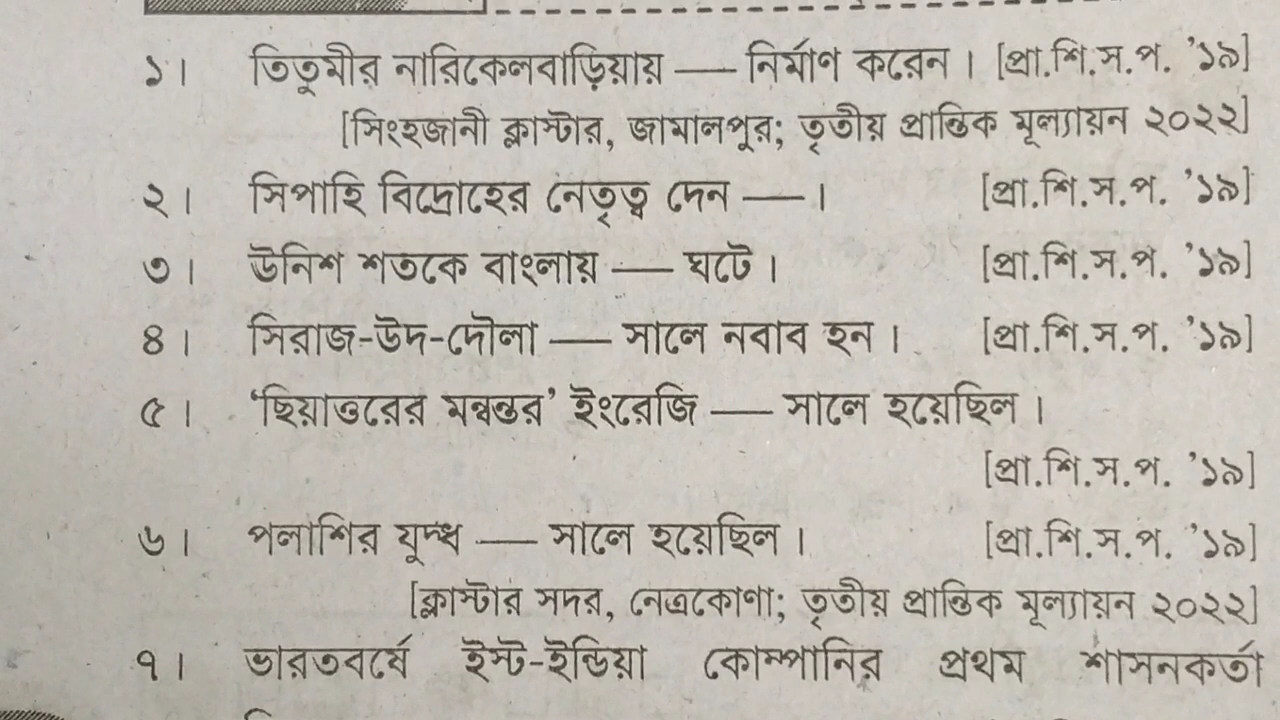 ১। তিতুমীর নারিকেলবাড়িয়ায় — নির্মাণ করেন। [প্রা.শি.স.প. '১৯]
[সিংহজানী ক্লাস্টার, জামালপুর; তৃতীয় প্রান্তিক মূল্যায়ন ২০২২]
২। সিপাহি বিদ্রোহের নেতৃত্ব দেন —। [প্রা.শি.স.প. '১৯]
৩। ঊনিশ শতকে বাংলায় — ঘটে। [প্রা.শি.স.প. '১৯]
৪। সিরাজ-উদ-দৌলা — সালে নবাব হন। [প্রা.শি.স.প. '১৯]
৫। ‘ছিয়াত্তরের মন্বন্তর’ ইংরেজি — সালে হয়েছিল।
[প্রা.শি.স.প. '১৯]
৬। পলাশির যুদ্ধ — সালে হয়েছিল। [প্রা.শি.স.প. '১৯]
[ক্লাস্টার সদর, নেত্রকোণা; তৃতীয় প্রান্তিক মূল্যায়ন ২০২২]
৭। ভারতবর্ষে ইস্ট-ইন্ডিয়া কোম্পানির প্রথম শাসনকর্তা